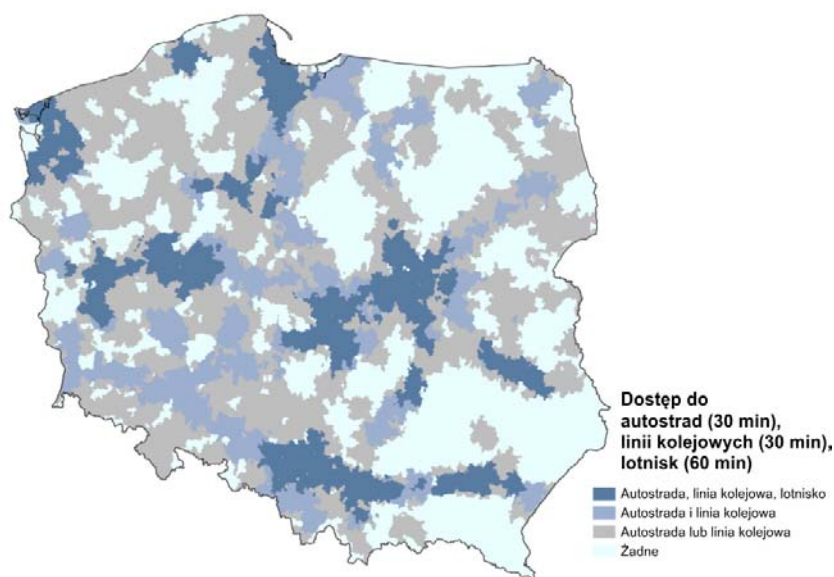 Dostęp do
autostrad (30 min),
linii kolejowych (30 min),
lotnisk (60 min)
Autostrada, linia kolejowa, lotnisko
Autostrada i linia kolejowa
Autostrada lub linia kolejowa
Żadne